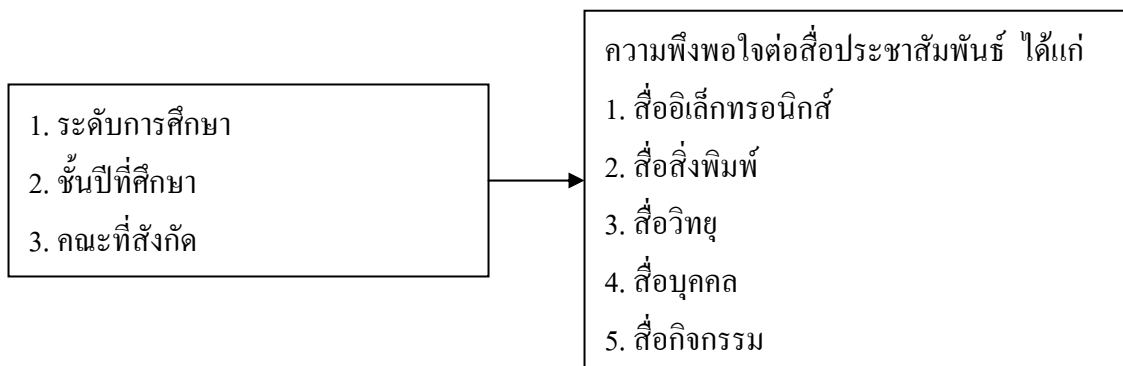 1. ระดับการศึกษา
2. ชั้นปีที่ศึกษา
3. คณะที่สังกัด
ความพึงพอใจต่อสื่อประชาสัมพันธ์ ได้แก่
1. สื่ออิเล็กทรอนิกส์
2. สื่อสิ่งพิมพ์
3. สื่อวิทยุ
4. สื่อบุคคล
5. สื่อกิจกรรม